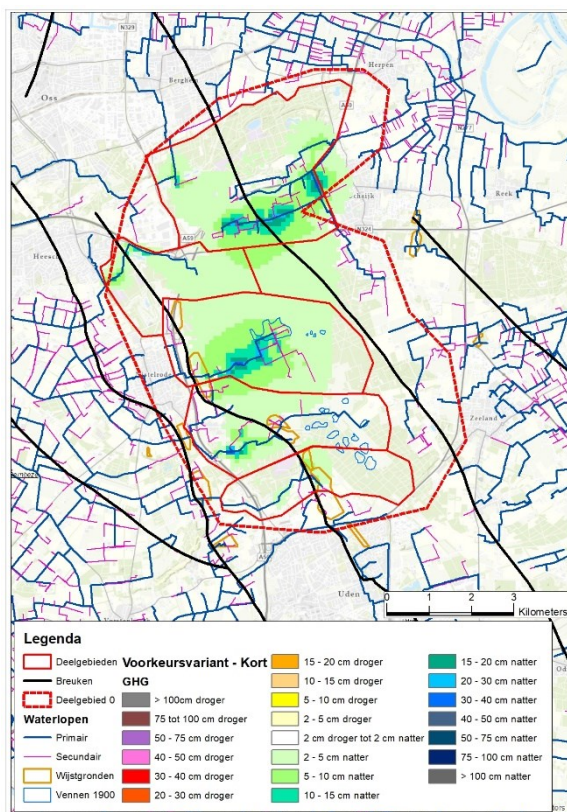 N329
Herpen
Berghem
Oss
A50
N277
Schaijk
Reek
N324
A59
Heesch
Zeeland
Uden
0 1 2 3
Kilometers
Legenda
Deelgebieden
Breuken
Deelgebied 0
Waterlopen
Primair
Secundair
Wijstgronden
Vennen 1900
Voorkeursvariant - Kort
GHG
> 100cm droger
75 tot 100 cm droger
50 - 75 cm droger
40 - 50 cm droger
30 - 40 cm droger
20 - 30 cm droger
15 - 20 cm droger
10 - 15 cm droger
5 - 10 cm droger
2 - 5 cm droger
2 cm droger tot 2 cm natter
2 - 5 cm natter
5 - 10 cm natter
10 - 15 cm natter
15 - 20 cm natter
20 - 30 cm natter
30 - 40 cm natter
40 - 50 cm natter
50 - 75 cm natter
75 - 100 cm natter
> 100 cm natter